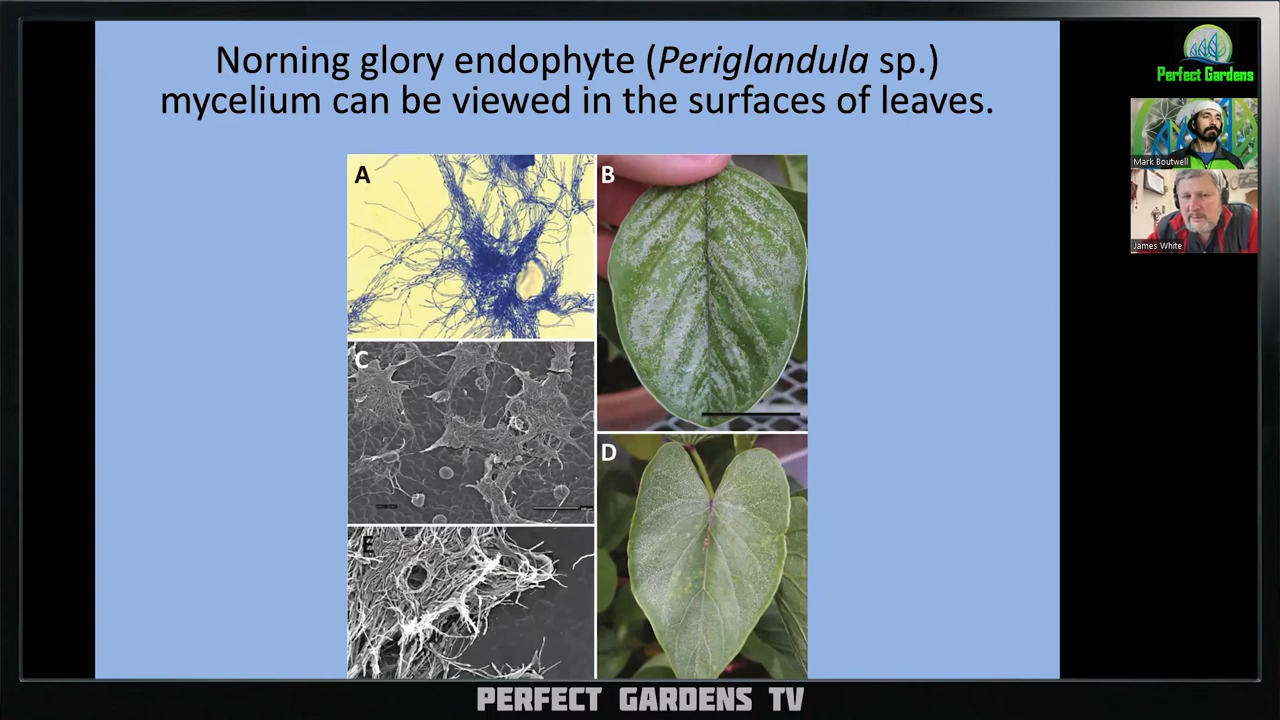 Norning glory endophyte (Periglandula sp.)
mycelium can be viewed in the surfaces of leaves.
A
B
C
D
E
Perfect Gardens
Mark Boutwell
James White
PERFECT GARDENS TV